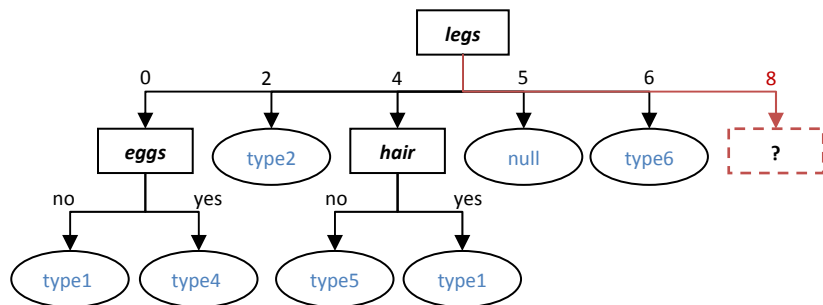 legs
0 2 4 5 6 8
eggs type2 hair null type6 ?
no yes no yes
type1 type4 type5 type1